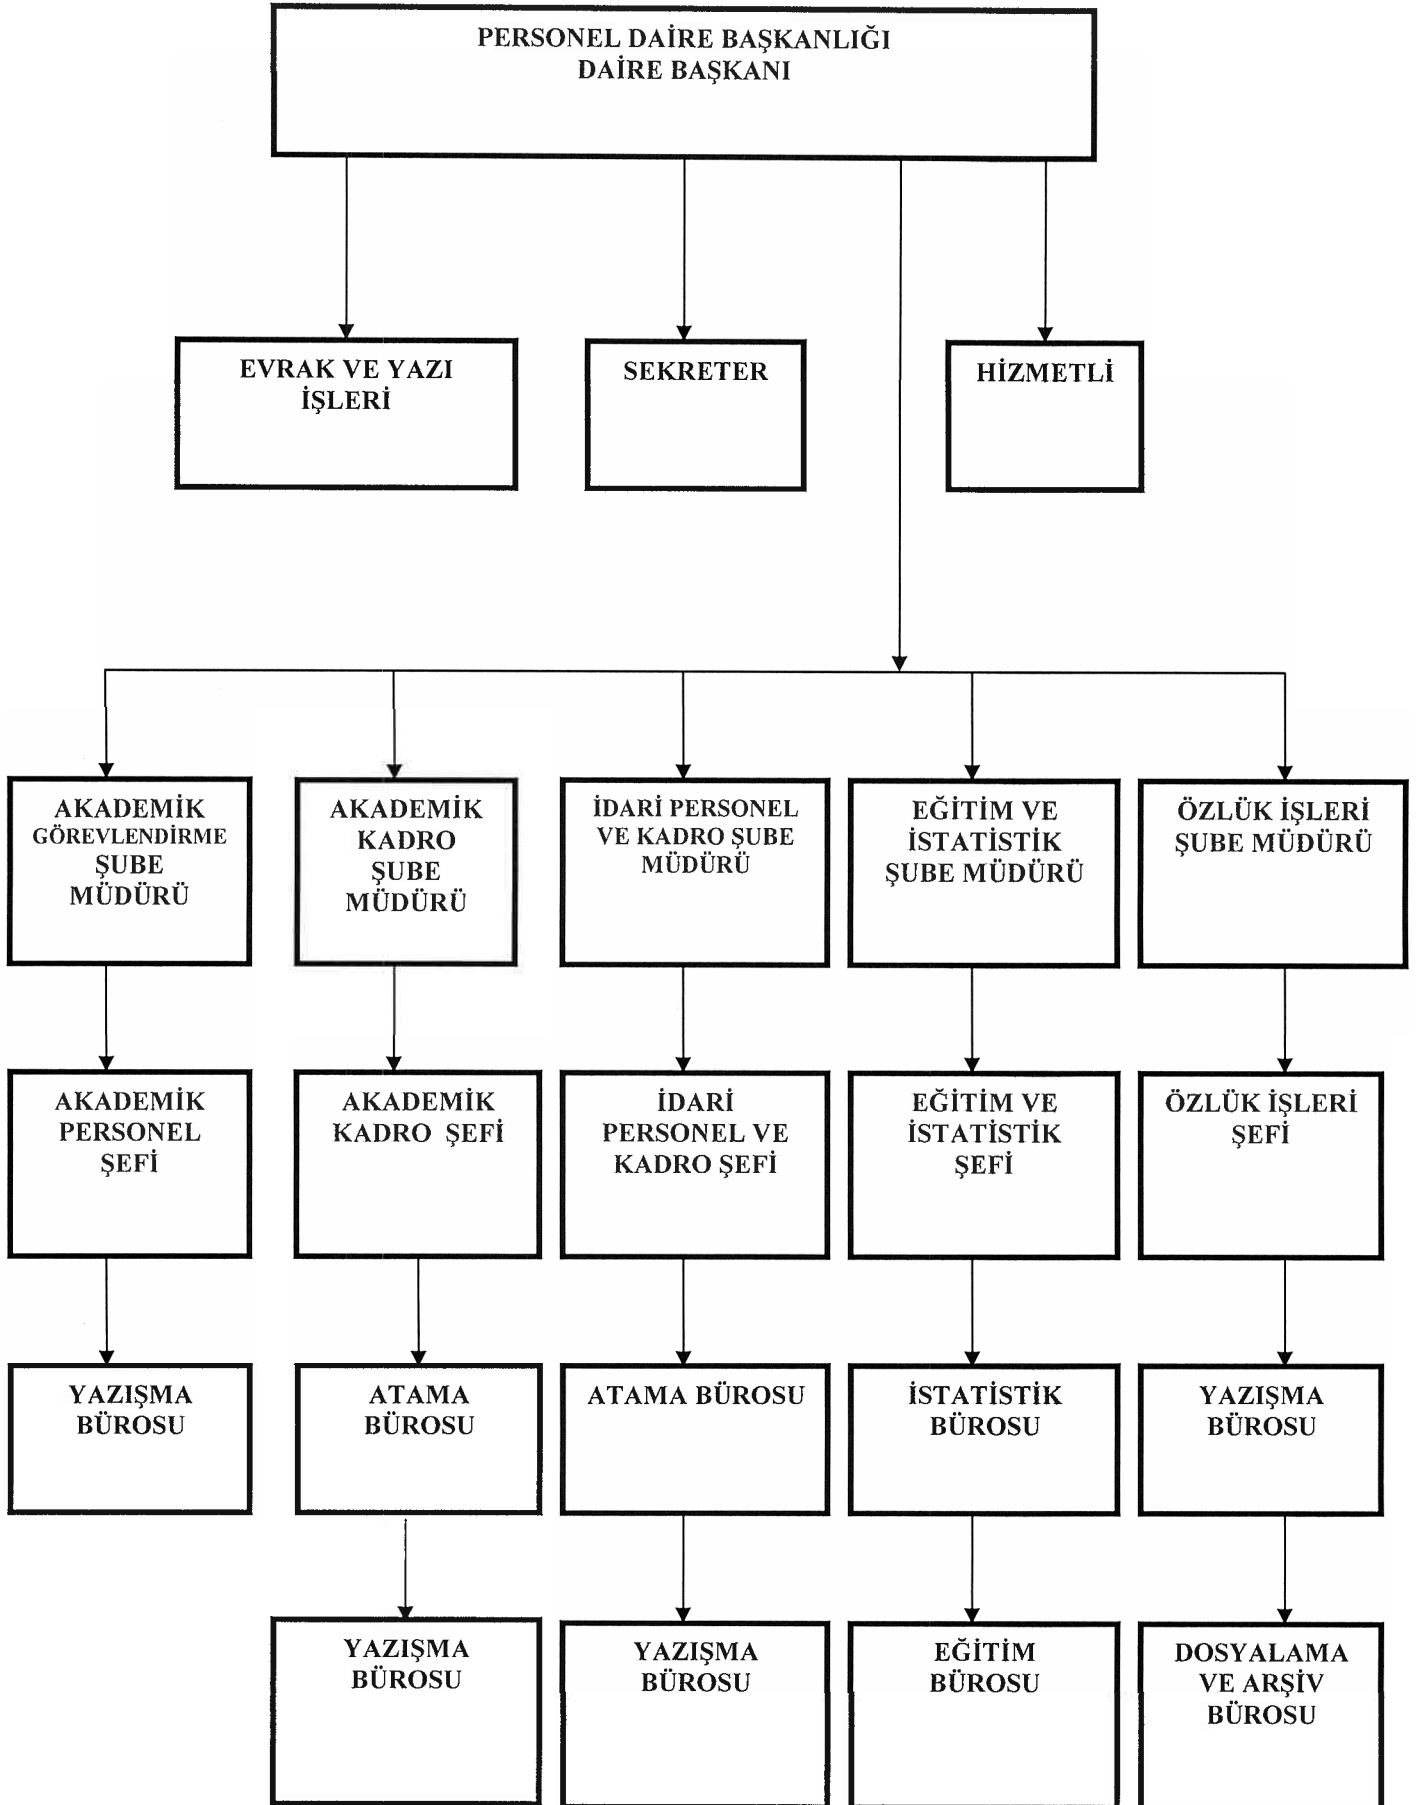 PERSONEL DAİRE BAŞKANLIĞI
DAİRE BAŞKANI
EVRAK VE YAZI
İŞLERİ
SEKRETER
HİZMETLİ
AKADEMİK
GÖREVLENDİRME
ŞUBE
MÜDÜRÜ
AKADEMİK
KADRO
ŞUBE
MÜDÜRÜ
İDARİ PERSONEL
VE KADRO ŞUBE
MÜDÜRÜ
EĞİTİM VE
İSTATİSTİK
ŞUBE MÜDÜRÜ
ÖZLÜK İŞLERİ
ŞUBE MÜDÜRÜ
AKADEMİK
PERSONEL
ŞEFİ
AKADEMİK
KADRO ŞEFİ
İDARİ
PERSONEL VE
KADRO ŞEFİ
EĞİTİM VE
İSTATİSTİK
ŞEFİ
ÖZLÜK İŞLERİ
ŞEFİ
YAZIŞMA
BÜROSU
ATAMA
BÜROSU
ATAMA BÜROSU
İSTATİSTİK
BÜROSU
YAZIŞMA
BÜROSU
YAZIŞMA
BÜROSU
YAZIŞMA
BÜROSU
EĞİTİM
BÜROSU
DOSYALAMA
VE ARŞİV
BÜROSU